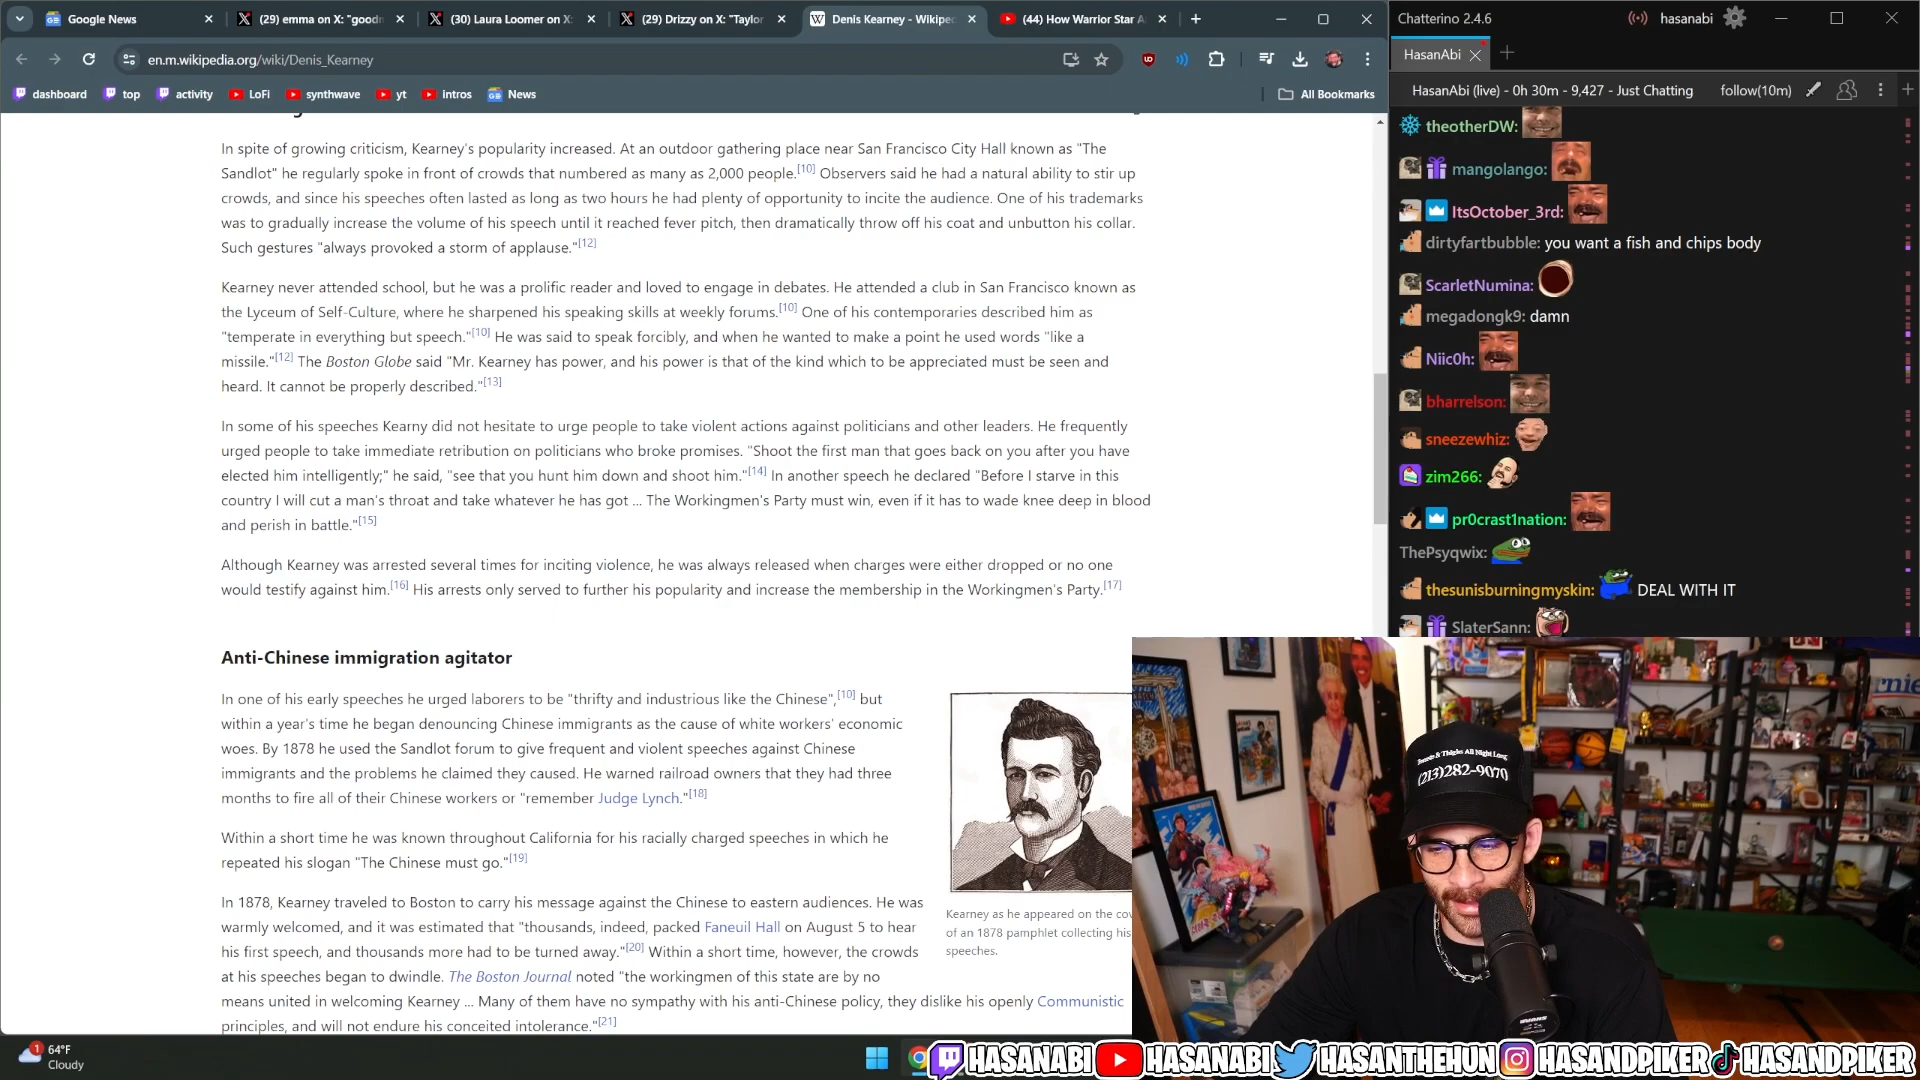 Google News
(29) emma on X: "goodn
(30) Laura Loomer on X:
(29) Drizzy on X: "Taylor
Denis Kearney - Wikipe
(44) How Warrior Star A
en.m.wikipedia.org/wiki/Denis_Kearney
dashboard
top
activity
LoFi
synthwave
yt
intros
News
All Bookmarks
In spite of growing criticism, Kearney's popularity increased. At an outdoor gathering place near San Francisco City Hall known as "The
Sandlot" he regularly spoke in front of crowds that numbered as many as 2,000 people.[10] Observers said he had a natural ability to stir up
crowds, and since his speeches often lasted as long as two hours he had plenty of opportunity to incite the audience. One of his trademarks
was to gradually increase the volume of his speech until it reached fever pitch, then dramatically throw off his coat and unbutton his collar.
Such gestures "always provoked a storm of applause."[12]
Kearney never attended school, but he was a prolific reader and loved to engage in debates. He attended a club in San Francisco known as
the Lyceum of Self-Culture, where he sharpened his speaking skills at weekly forums.[10] One of his contemporaries described him as
"temperate in everything but speech."[10] He was said to speak forcibly, and when he wanted to make a point he used words "like a
missile."[12] The Boston Globe said "Mr. Kearney has power, and his power is that of the kind which to be appreciated must be seen and
heard. It cannot be properly described."[13]
In some of his speeches Kearny did not hesitate to urge people to take violent actions against politicians and other leaders. He frequently
urged people to take immediate retribution on politicians who broke promises. "Shoot the first man that goes back on you after you have
elected him intelligently;" he said, "see that you hunt him down and shoot him."[14] In another speech he declared "Before I starve in this
country I will cut a man's throat and take whatever he has got ... The Workingmen's Party must win, even if it has to wade knee deep in blood
and perish in battle."[15]
Although Kearney was arrested several times for inciting violence, he was always released when charges were either dropped or no one
would testify against him.[16] His arrests only served to further his popularity and increase the membership in the Workingmen's Party.[17]
Anti-Chinese immigration agitator
In one of his early speeches he urged laborers to be "thrifty and industrious like the Chinese",[10] but
within a year's time he began denouncing Chinese immigrants as the cause of white workers' economic
woes. By 1878 he used the Sandlot forum to give frequent and violent speeches against Chinese
immigrants and the problems he claimed they caused. He warned railroad owners that they had three
months to fire all of their Chinese workers or "remember Judge Lynch."[18]
Within a short time he was known throughout California for his racially charged speeches in which he
repeated his slogan "The Chinese must go."[19]
In 1878, Kearney traveled to Boston to carry his message against the Chinese to eastern audiences. He was
warmly welcomed, and it was estimated that "thousands, indeed, packed Faneuil Hall on August 5 to hear
his first speech, and thousands more had to be turned away."[20] Within a short time, however, the crowds
at his speeches began to dwindle. The Boston Journal noted "the workingmen of this state are by no
means united in welcoming Kearney ... Many of them have no sympathy with his anti-Chinese policy, they dislike his openly Communistic
principles, and will not endure his conceited intolerance."[21]
Kearney as he appeared on the cov
of an 1878 pamphlet collecting his
speeches.
Chatterino 2.4.6
hasanabi
HasanAbi
HasanAbi (live) - 0h 30m - 9,427 - Just Chatting
follow(10m)
theotherDW:
mangolango:
ItsOctober_3rd:
dirtyfartbubble: you want a fish and chips body
ScarletNumina:
megadongk9: damn
Niic0h:
bharrelson:
sneezewhiz:
zim266:
pr0crast1nation:
ThePsyqwix:
thesunisburningmyskin: DEAL WITH IT
SlaterSann:
(213)282-9070
1
64°F
Cloudy
HASANABI
HASANABI
HASANTHEHUN
HASANDPIKER
HASANDPIKER